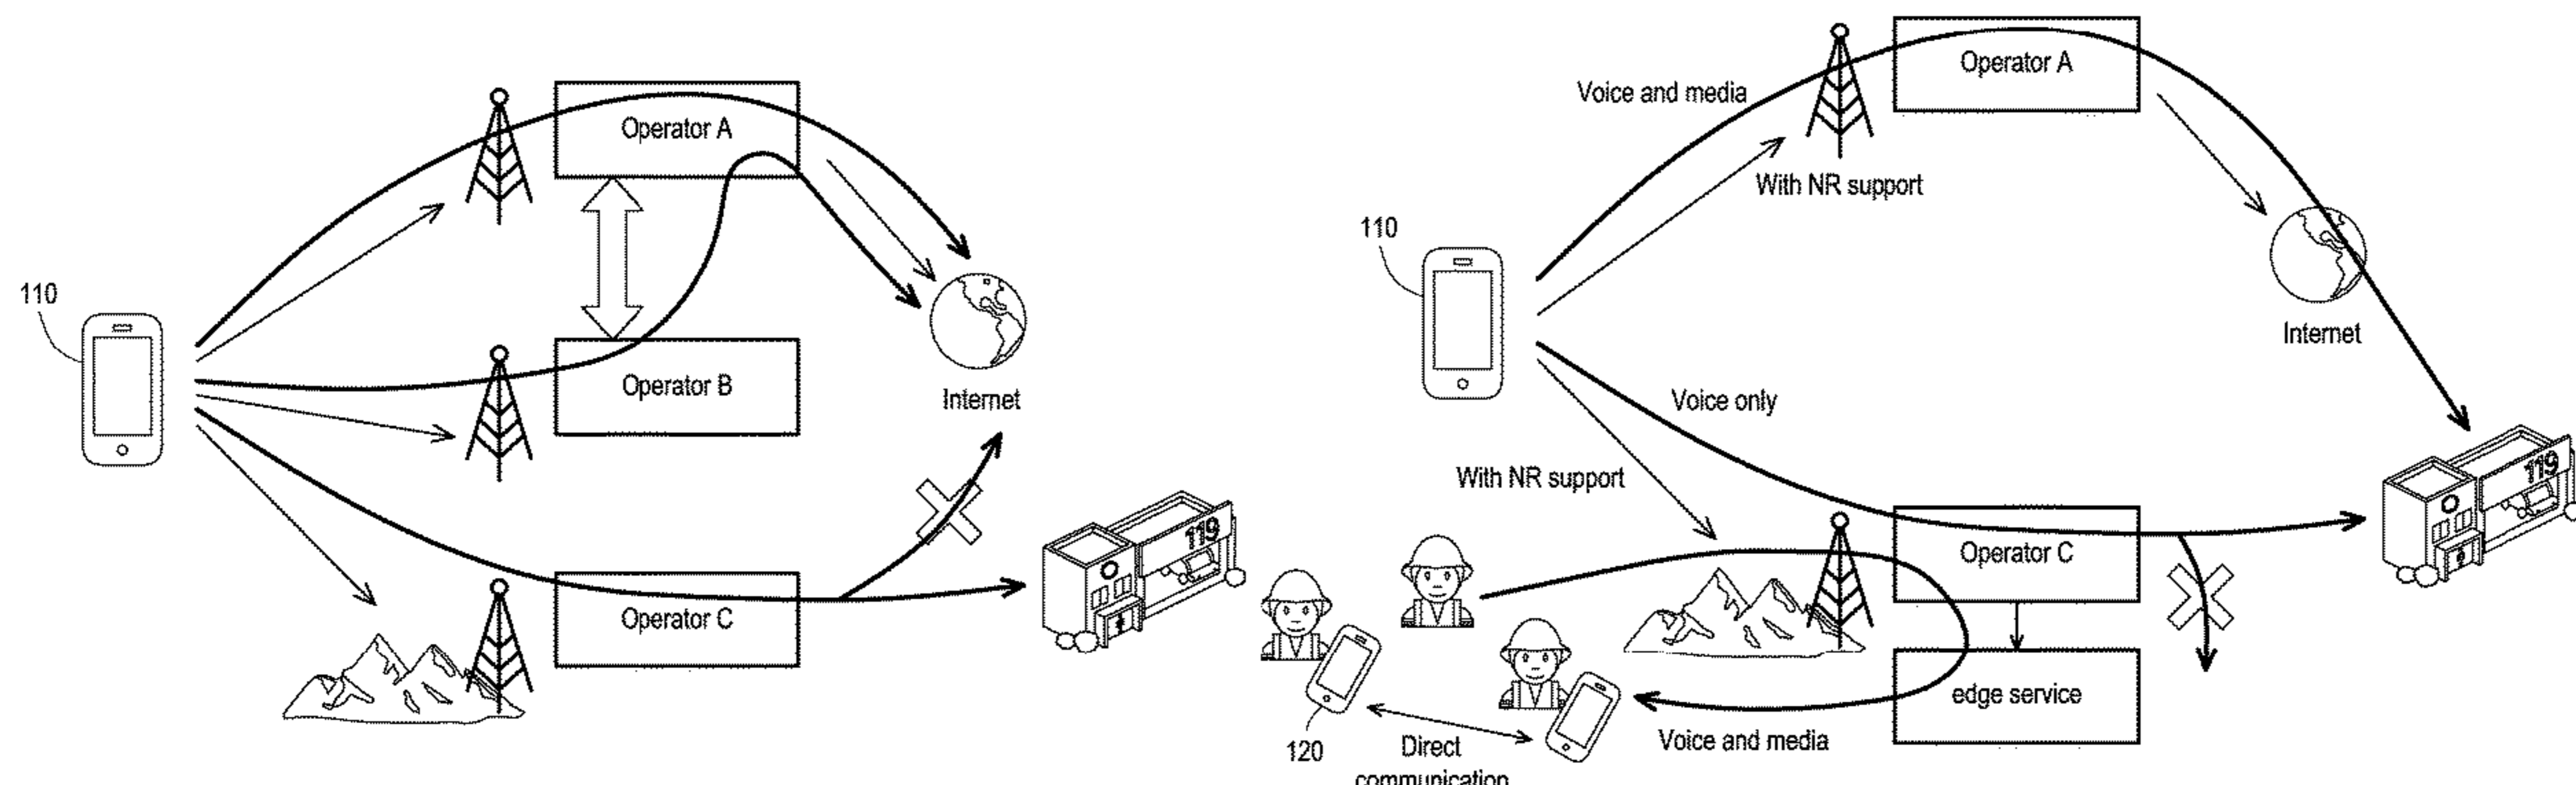 Operator A
110
Operator B
Internet
119
Operator C
Operator A
Voice and media
With NR support
110
Internet
Voice only
With NR support
119
Operator C
edge service
120
Direct
communication
Voice and media